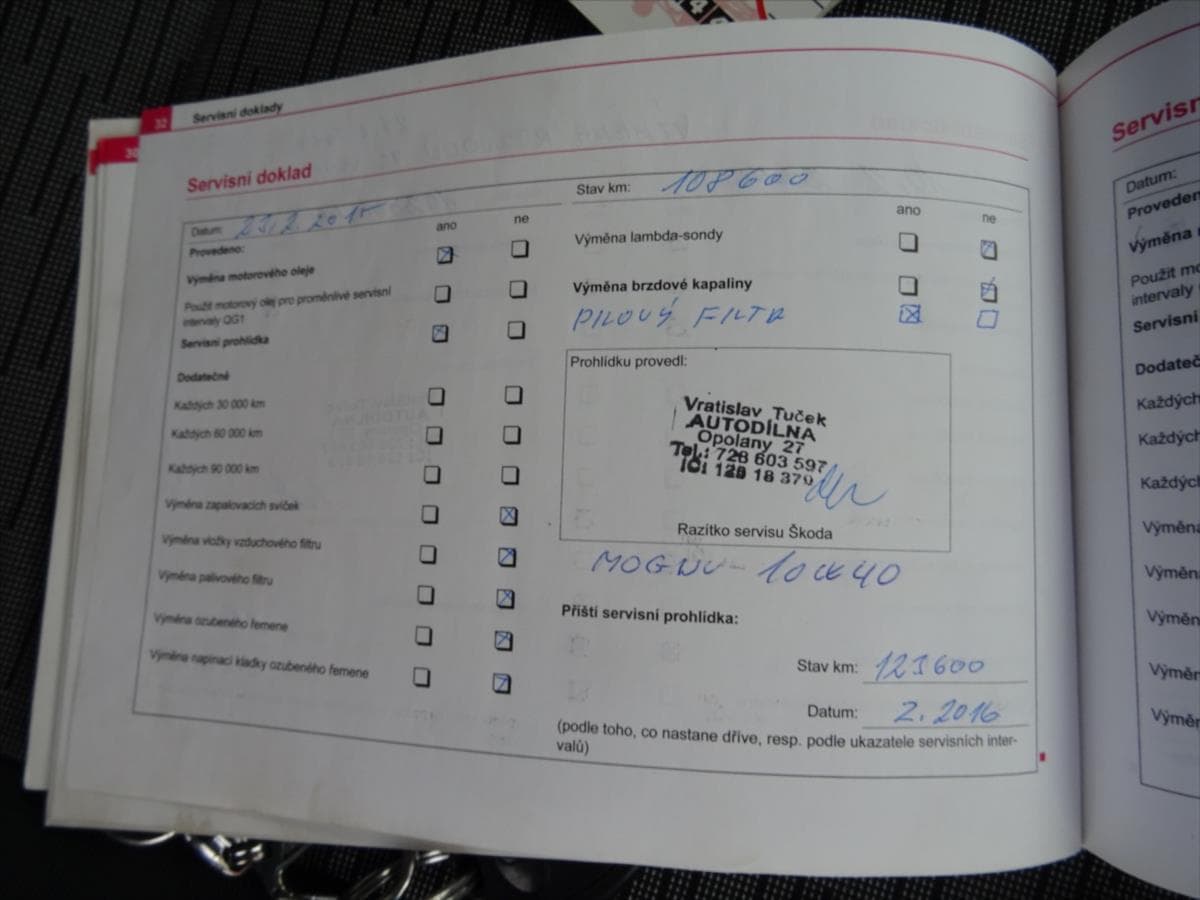 32 Servisní doklady
Servisní doklad
Datum: 23.2.2015
Stav km: 108600
ano ne
Provedeno:
Výměna motorového oleje
Použit motorový olej pro proměnlivé servisní
intervaly QG1
Servisní prohlídka
Dodatečně
Každých 30 000 km
Každých 60 000 km
Každých 90 000 km
Výměna zapalovacích svíček
Výměna vložky vzduchového filtru
Výměna palivového filtru
Výměna ozubeného řemene
Výměna napínací kladky ozubeného řemene
ano ne
Výměna lambda-sondy
Výměna brzdové kapaliny
PILOVÝ FILTR
Prohlídku provedl:
Vratislav Tuček
AUTODÍLNA
Opolany 27
Tel.: 728 603 597
IČ: 129 18 379
Razítko servisu Škoda
10W40
Příští servisní prohlídka:
Stav km: 123600
Datum: 2.2016
(podle toho, co nastane dříve, resp. podle ukazatele servisních inter-
valů)
30
Servisn
Datum:
Proveden
Výměna
Použit mo
intervaly
Servisní
Dodateč
Každých
Každých
Každých
Výměna
Výměn
Výměn
Výměn
Výměn